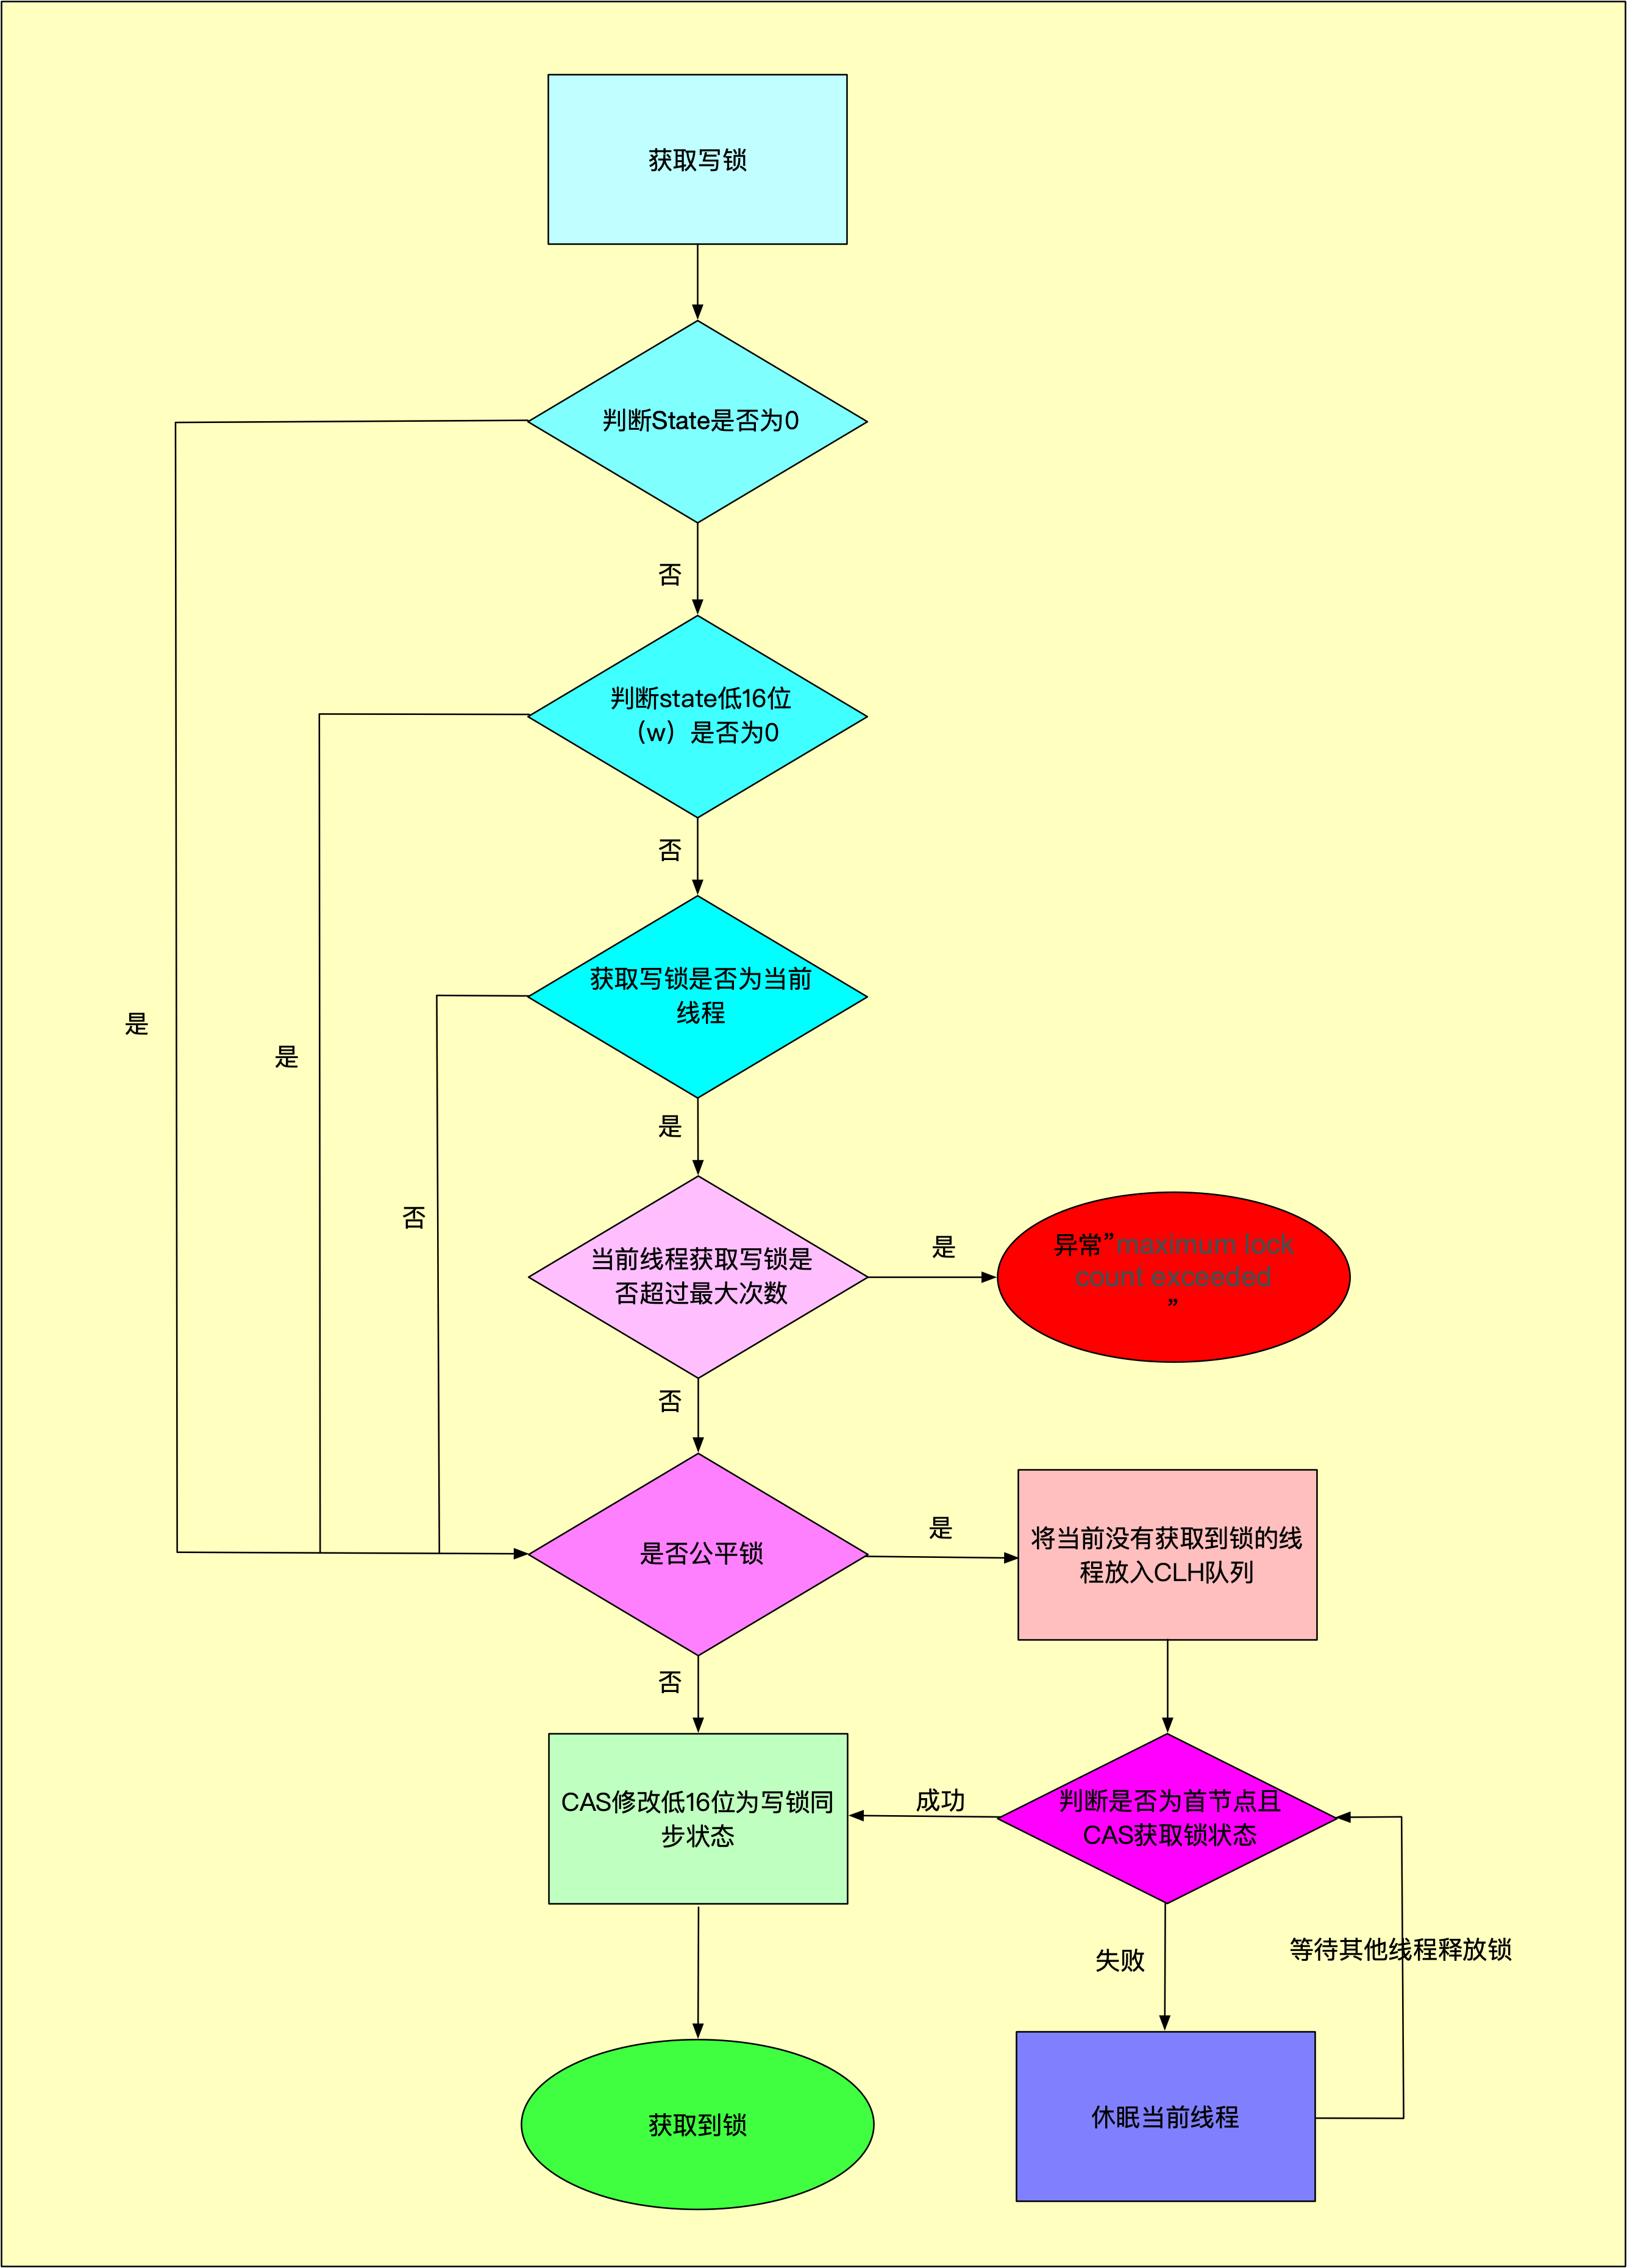 获取写锁
判断State是否为0
否
判断state低16位
（w）是否为0
否
获取写锁是否为当前
线程
是
是
是
否
当前线程获取写锁是
否超过最大次数
是
异常”maximum lock
count exceeded
”
否
是否公平锁
是
将当前没有获取到锁的线
程放入CLH队列
否
CAS修改低16位为写锁同
步状态
成功
判断是否为首节点且
CAS获取锁状态
失败
等待其他线程释放锁
获取到锁
休眠当前线程